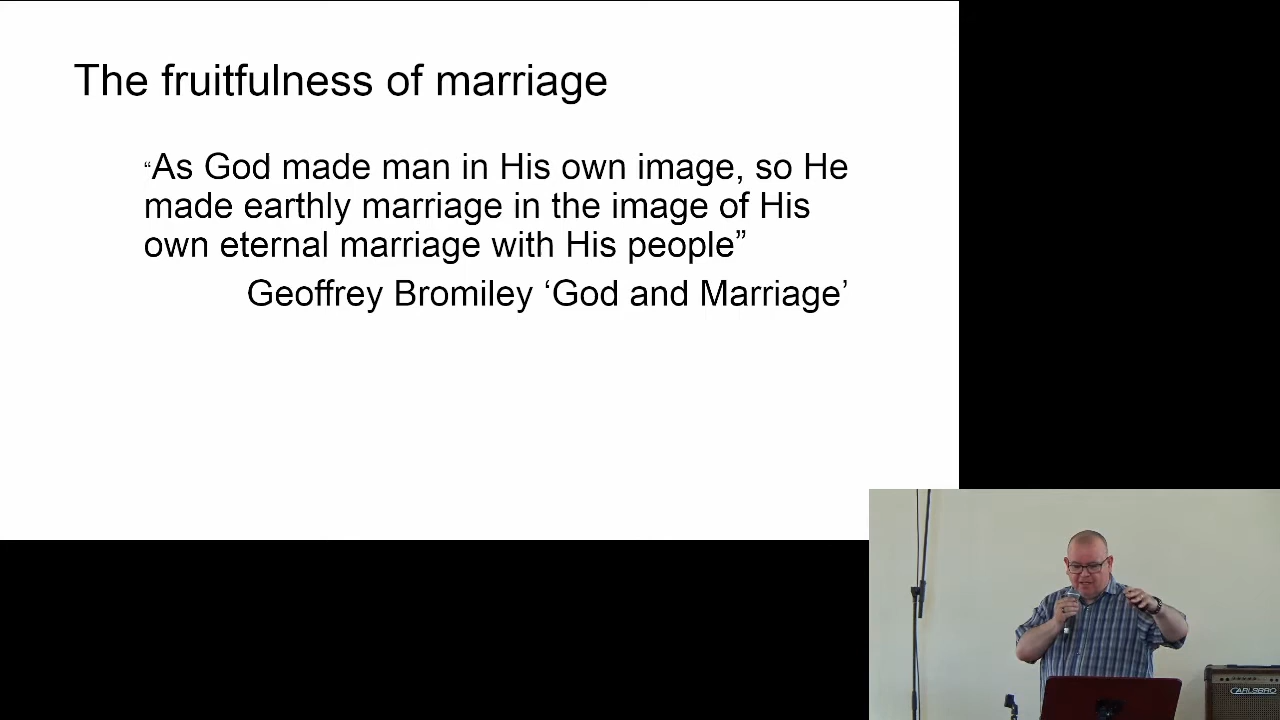 The fruitfulness of marriage
“As God made man in His own image, so He
made earthly marriage in the image of His
own eternal marriage with His people”
Geoffrey Bromiley ‘God and Marriage’
CARLSBRO